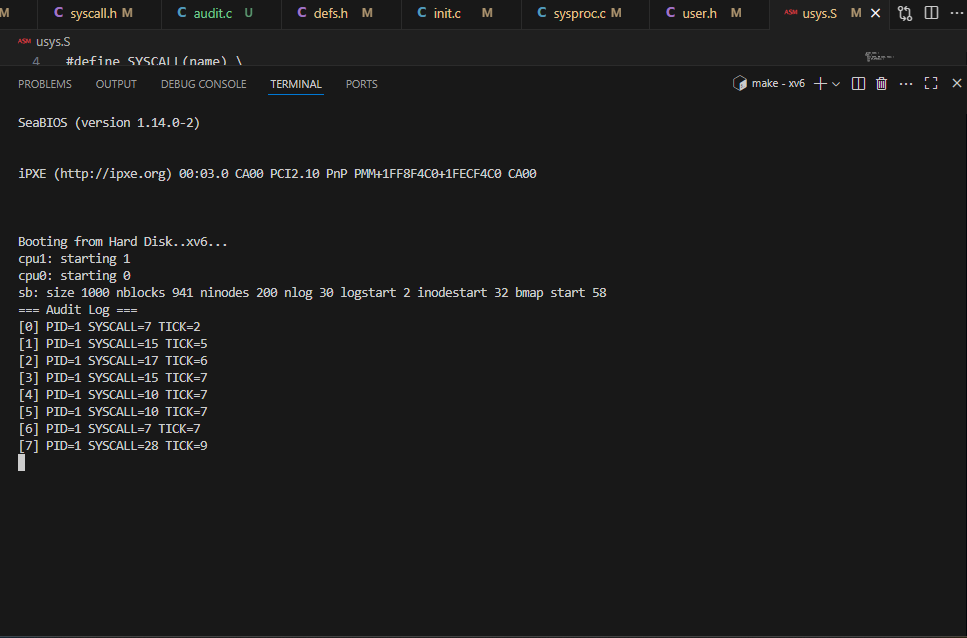 M C syscall.h M C audit.c U C defs.h M C init.c M C sysproc.c M C user.h M ASM usys.S M
ASM usys.S
4 #define SYSCALL(name) \
PROBLEMS OUTPUT DEBUG CONSOLE TERMINAL PORTS make - xv6
SeaBIOS (version 1.14.0-2)
iPXE (http://ipxe.org) 00:03.0 CA00 PCI2.10 PnP PMM+1FF8F4C0+1FECF4C0 CA00
Booting from Hard Disk..xv6...
cpu1: starting 1
cpu0: starting 0
sb: size 1000 nblocks 941 ninodes 200 nlog 30 logstart 2 inodestart 32 bmap start 58
=== Audit Log ===
[0] PID=1 SYSCALL=7 TICK=2
[1] PID=1 SYSCALL=15 TICK=5
[2] PID=1 SYSCALL=17 TICK=6
[3] PID=1 SYSCALL=15 TICK=7
[4] PID=1 SYSCALL=10 TICK=7
[5] PID=1 SYSCALL=10 TICK=7
[6] PID=1 SYSCALL=7 TICK=7
[7] PID=1 SYSCALL=28 TICK=9